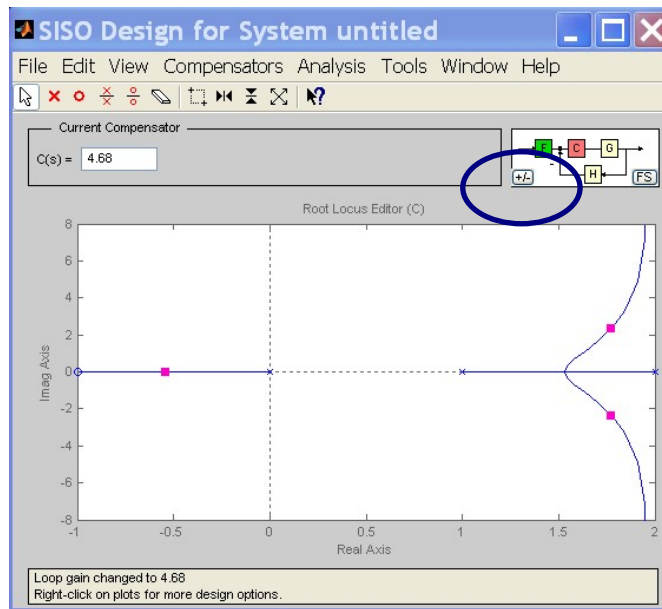 SISO Design for System untitled
File Edit View Compensators Analysis Tools Window Help
Current Compensator
C(s) = 4.68
F C G
+/- H FS
Root Locus Editor (C)
8
6
4
2
0
-2
-4
-6
-8
Imag Axis
-1 -0.5 0 0.5 1 1.5 2
Real Axis
Loop gain changed to 4.68
Right-click on plots for more design options.